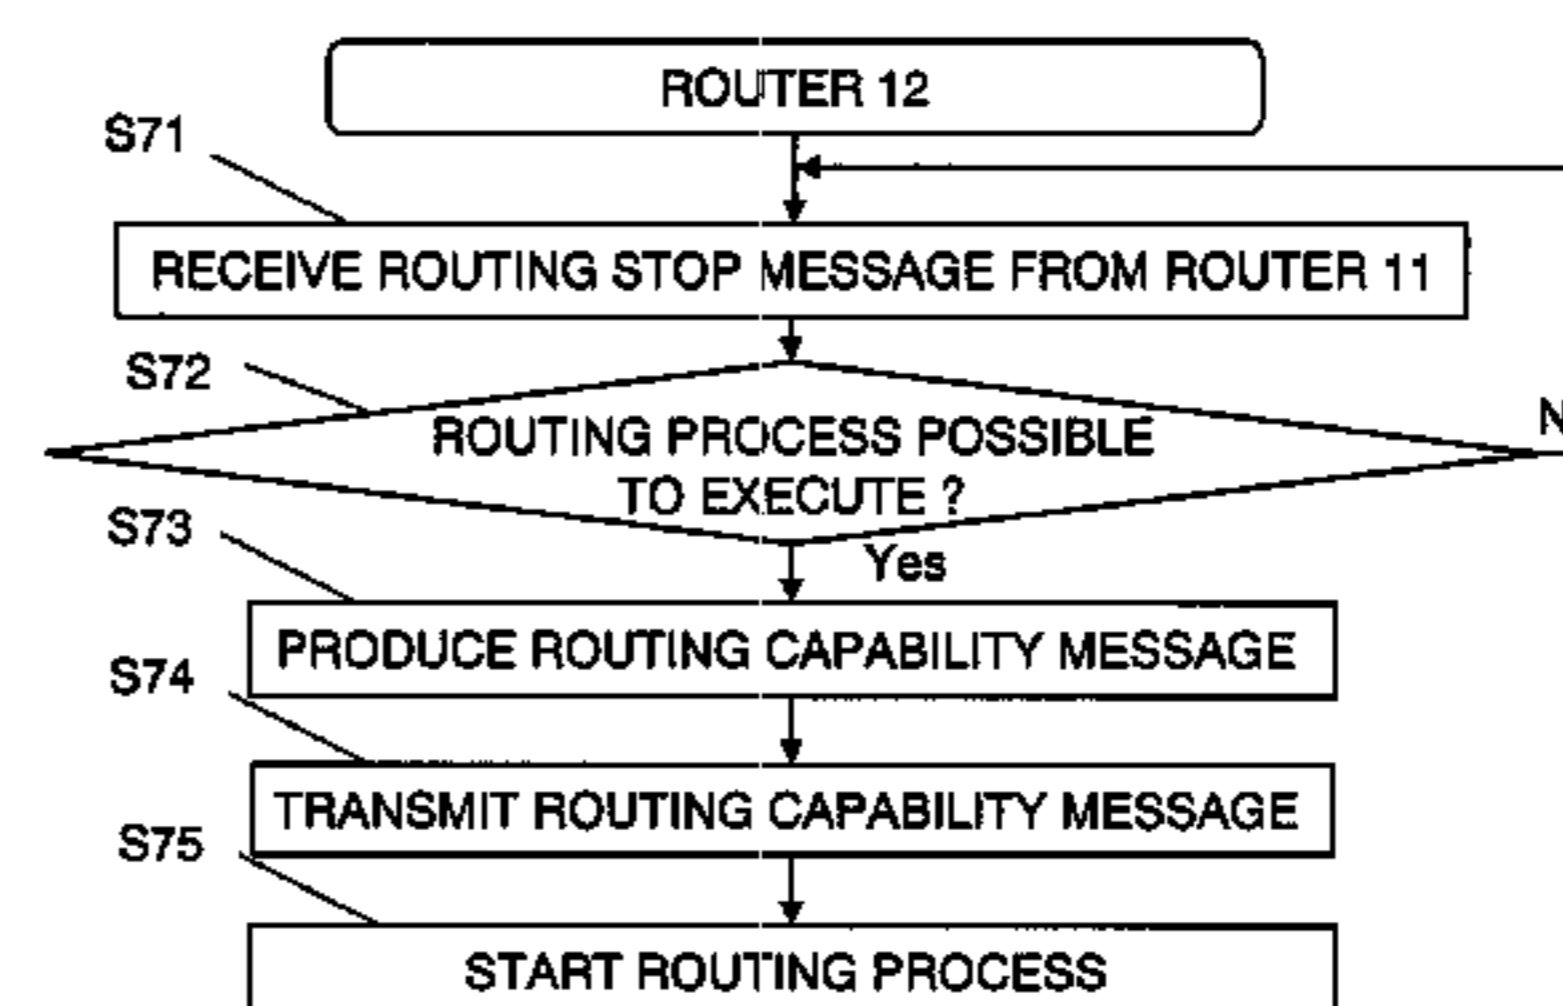 ROUTER 12
S71
RECEIVE ROUTING STOP MESSAGE FROM ROUTER 11
S72
ROUTING PROCESS POSSIBLE
TO EXECUTE ?
N
Yes
S73
PRODUCE ROUTING CAPABILITY MESSAGE
S74
TRANSMIT ROUTING CAPABILITY MESSAGE
S75
START ROUTING PROCESS